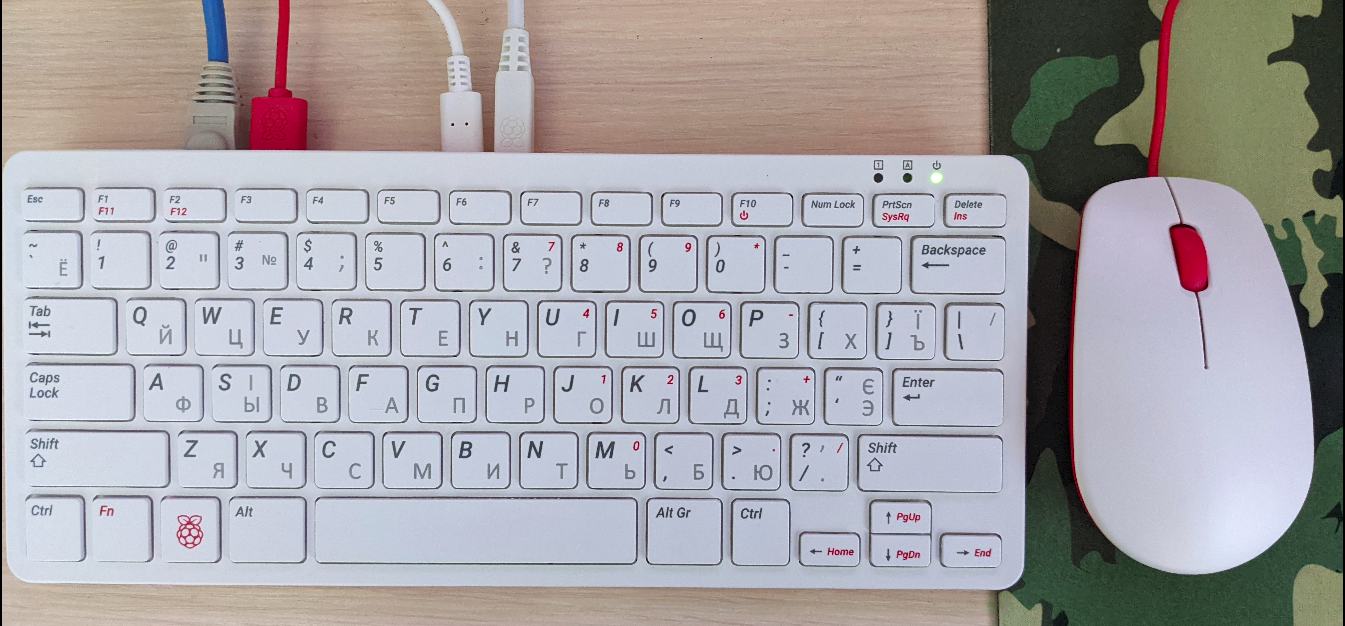 1 A
Esc F1 F2 F3 F4 F5 F6 F7 F8 F9 F10 Num Lock PrtScn Delete
F11 F12 SysRq Ins
~ ! @ # $ % ^ & 7 * 8 ( 9 ) * _ + Backspace
` Ё 1 2 " 3 № 4 ; 5 6 : 7 ? 8 9 0 - = ←
Tab Q W E R T Y U 4 I 5 O 6 P - { } Ї | /
Й Ц У К Е Н Г Ш Щ З [ Х ] Ъ \
Caps A S І D F G H J 1 K 2 L 3 : + “ Є Enter
Lock Ф Ы В А П Р О Л Д ; Ж ‘ Э
Shift Z X C V B N M 0 < > . ? , / Shift
Я Ч С М И Т Ь , Б . Ю / .
Ctrl Fn Alt Alt Gr Ctrl ↑ PgUp
← Home ↓ PgDn → End